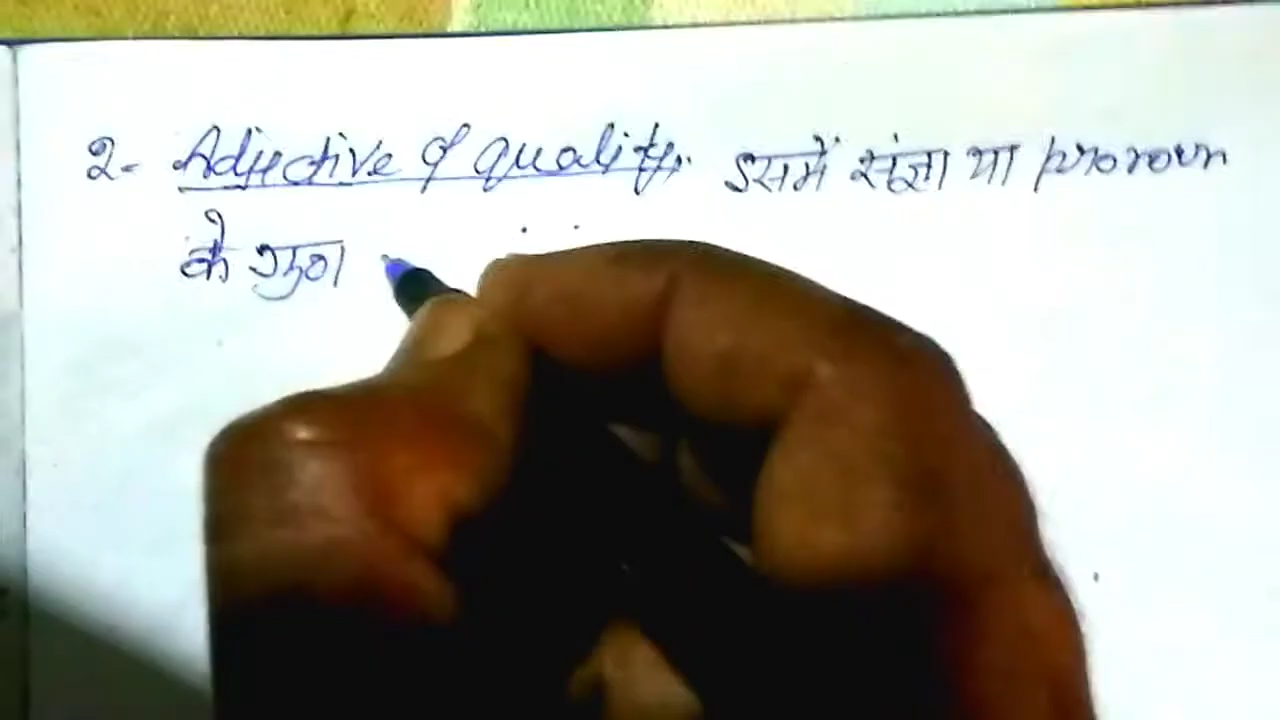 2- Adjective of quality. इसमें संज्ञा या pronoun
के गुण